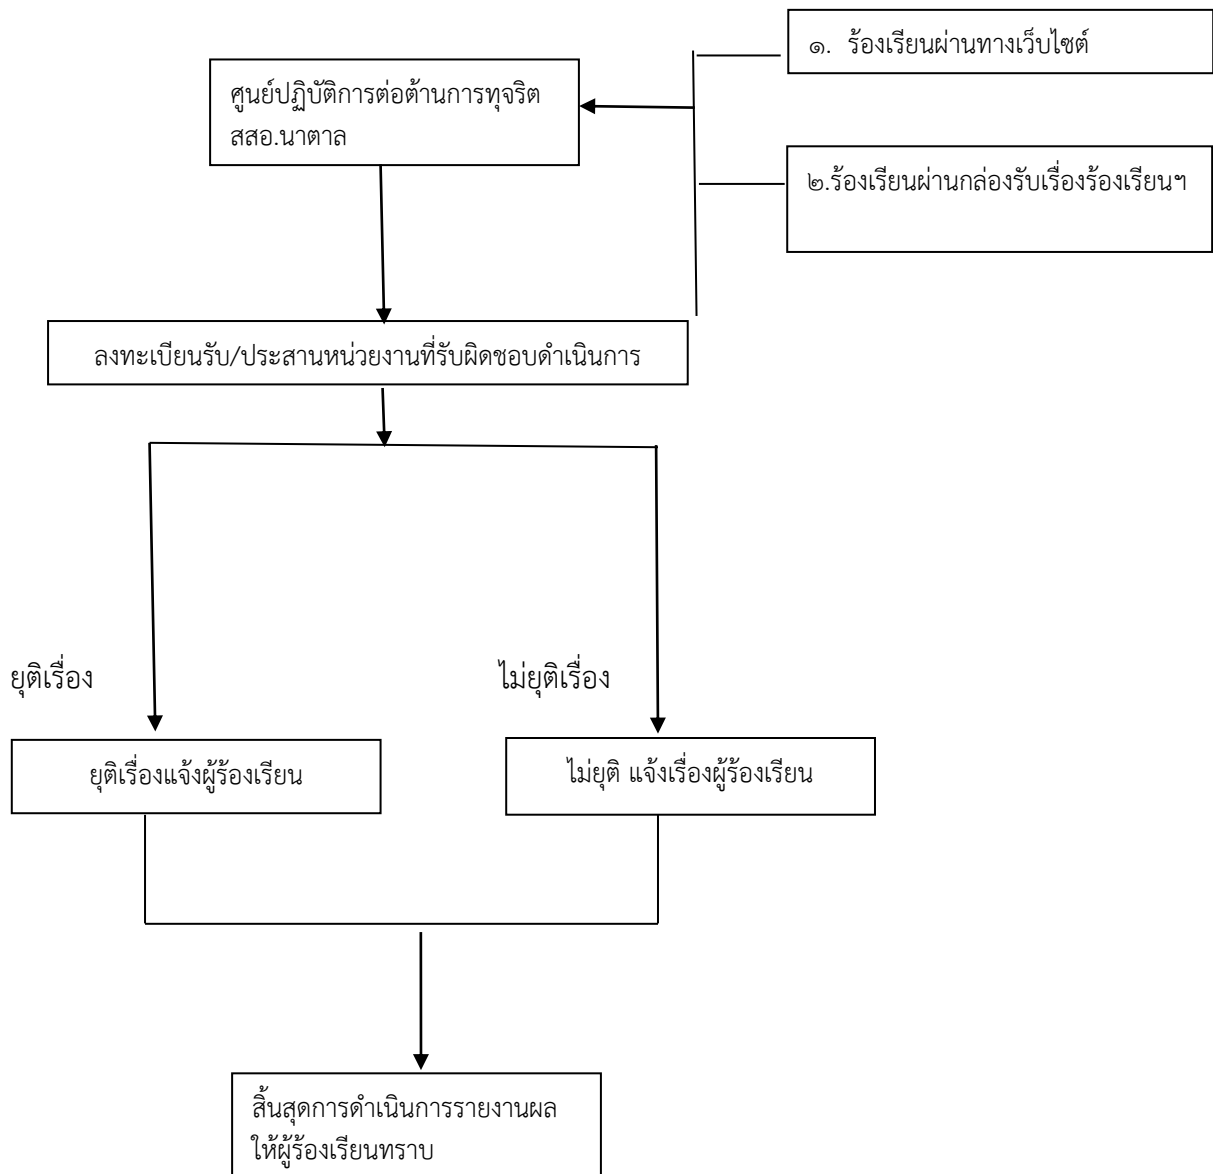 ๑. ร้องเรียนผ่านทางเว็บไซต์
ศูนย์ปฏิบัติการต่อต้านการทุจริต
สสอ.นาตาล
๒.ร้องเรียนผ่านกล่องรับเรื่องร้องเรียนฯ
ลงทะเบียนรับ/ประสานหน่วยงานที่รับผิดชอบดำเนินการ
ยุติเรื่อง
ไม่ยุติเรื่อง
ยุติเรื่องแจ้งผู้ร้องเรียน
ไม่ยุติ แจ้งเรื่องผู้ร้องเรียน
สิ้นสุดการดำเนินการรายงานผล
ให้ผู้ร้องเรียนทราบ